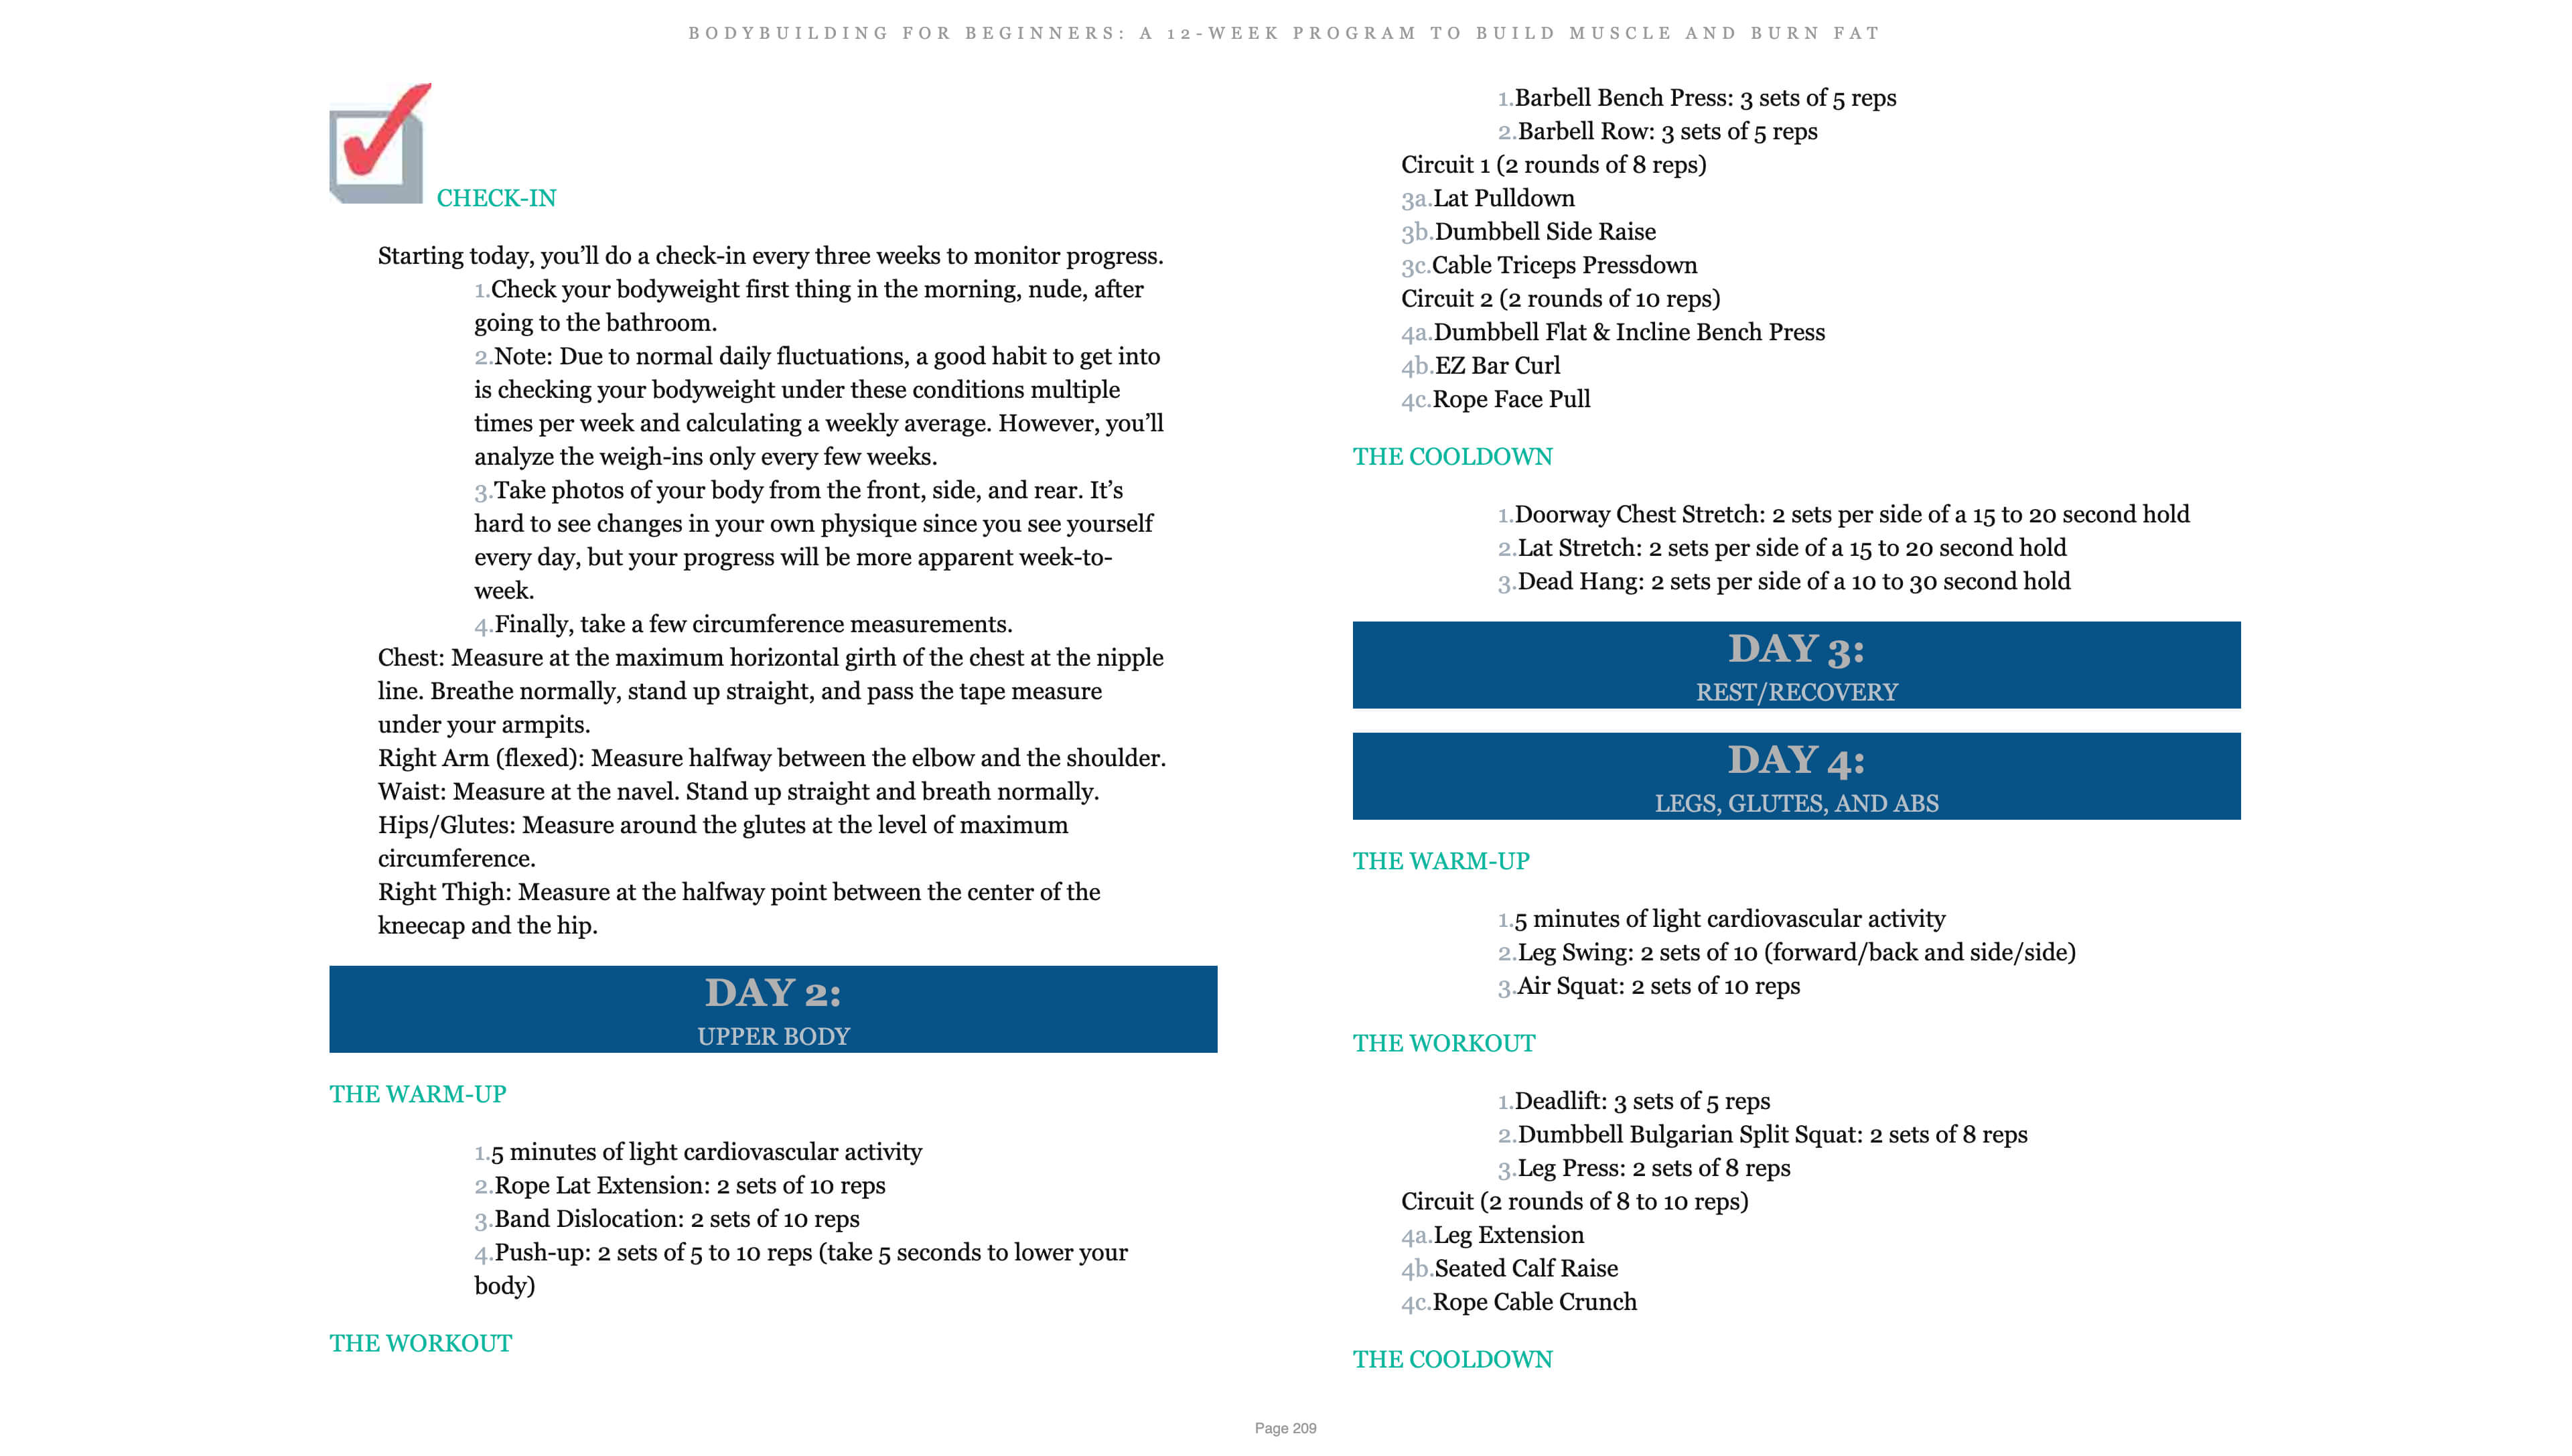 BODYBUILDING FOR BEGINNERS: A 12-WEEK PROGRAM TO BUILD MUSCLE AND BURN FAT
CHECK-IN
Starting today, you’ll do a check-in every three weeks to monitor progress.
1.Check your bodyweight first thing in the morning, nude, after
going to the bathroom.
2.Note: Due to normal daily fluctuations, a good habit to get into
is checking your bodyweight under these conditions multiple
times per week and calculating a weekly average. However, you’ll
analyze the weigh-ins only every few weeks.
3.Take photos of your body from the front, side, and rear. It’s
hard to see changes in your own physique since you see yourself
every day, but your progress will be more apparent week-to-
week.
4.Finally, take a few circumference measurements.
Chest: Measure at the maximum horizontal girth of the chest at the nipple
line. Breathe normally, stand up straight, and pass the tape measure
under your armpits.
Right Arm (flexed): Measure halfway between the elbow and the shoulder.
Waist: Measure at the navel. Stand up straight and breath normally.
Hips/Glutes: Measure around the glutes at the level of maximum
circumference.
Right Thigh: Measure at the halfway point between the center of the
kneecap and the hip.
DAY 2:
UPPER BODY
THE WARM-UP
1.5 minutes of light cardiovascular activity
2.Rope Lat Extension: 2 sets of 10 reps
3.Band Dislocation: 2 sets of 10 reps
4.Push-up: 2 sets of 5 to 10 reps (take 5 seconds to lower your
body)
THE WORKOUT
1.Barbell Bench Press: 3 sets of 5 reps
2.Barbell Row: 3 sets of 5 reps
Circuit 1 (2 rounds of 8 reps)
3a.Lat Pulldown
3b.Dumbbell Side Raise
3c.Cable Triceps Pressdown
Circuit 2 (2 rounds of 10 reps)
4a.Dumbbell Flat & Incline Bench Press
4b.EZ Bar Curl
4c.Rope Face Pull
THE COOLDOWN
1.Doorway Chest Stretch: 2 sets per side of a 15 to 20 second hold
2.Lat Stretch: 2 sets per side of a 15 to 20 second hold
3.Dead Hang: 2 sets per side of a 10 to 30 second hold
DAY 3:
REST/RECOVERY
DAY 4:
LEGS, GLUTES, AND ABS
THE WARM-UP
1.5 minutes of light cardiovascular activity
2.Leg Swing: 2 sets of 10 (forward/back and side/side)
3.Air Squat: 2 sets of 10 reps
THE WORKOUT
1.Deadlift: 3 sets of 5 reps
2.Dumbbell Bulgarian Split Squat: 2 sets of 8 reps
3.Leg Press: 2 sets of 8 reps
Circuit (2 rounds of 8 to 10 reps)
4a.Leg Extension
4b.Seated Calf Raise
4c.Rope Cable Crunch
THE COOLDOWN
Page 209